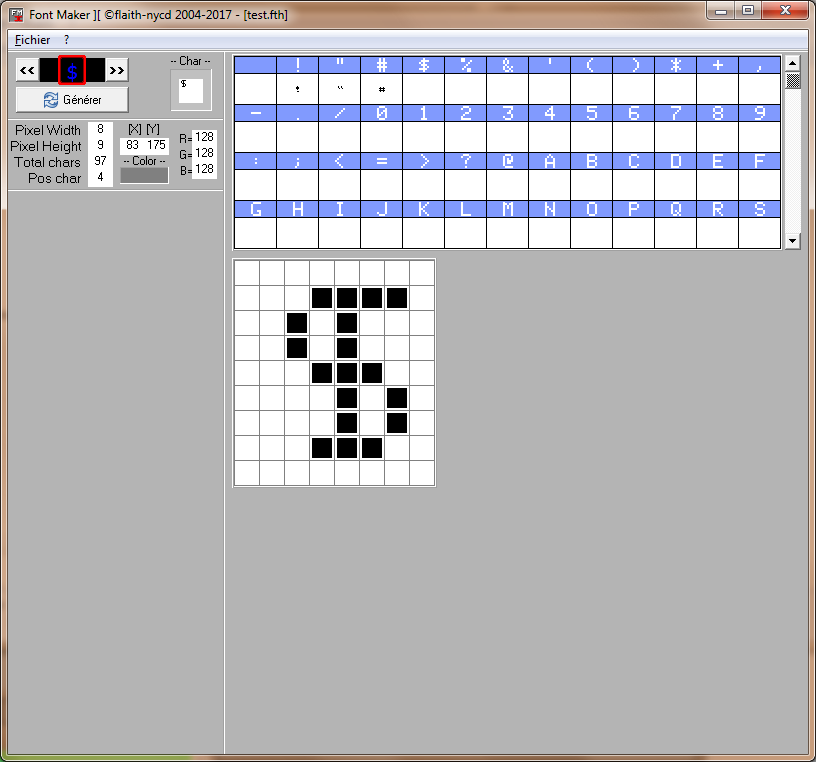 Font Maker ][ ©flaith-nycd 2004-2017 - [test.fth]
Fichier ?
<< $ >>
-- Char --
$
Générer
Pixel Width 8
Pixel Height 9
Total chars 97
Pos char 4
[X] [Y]
83 175
-- Color --
R= 128
G= 128
B= 128
! " # $ % & ' ( ) * + ,
! " #
- . / 0 1 2 3 4 5 6 7 8 9
: ; < = > ? @ A B C D E F
G H I J K L M N O P Q R S